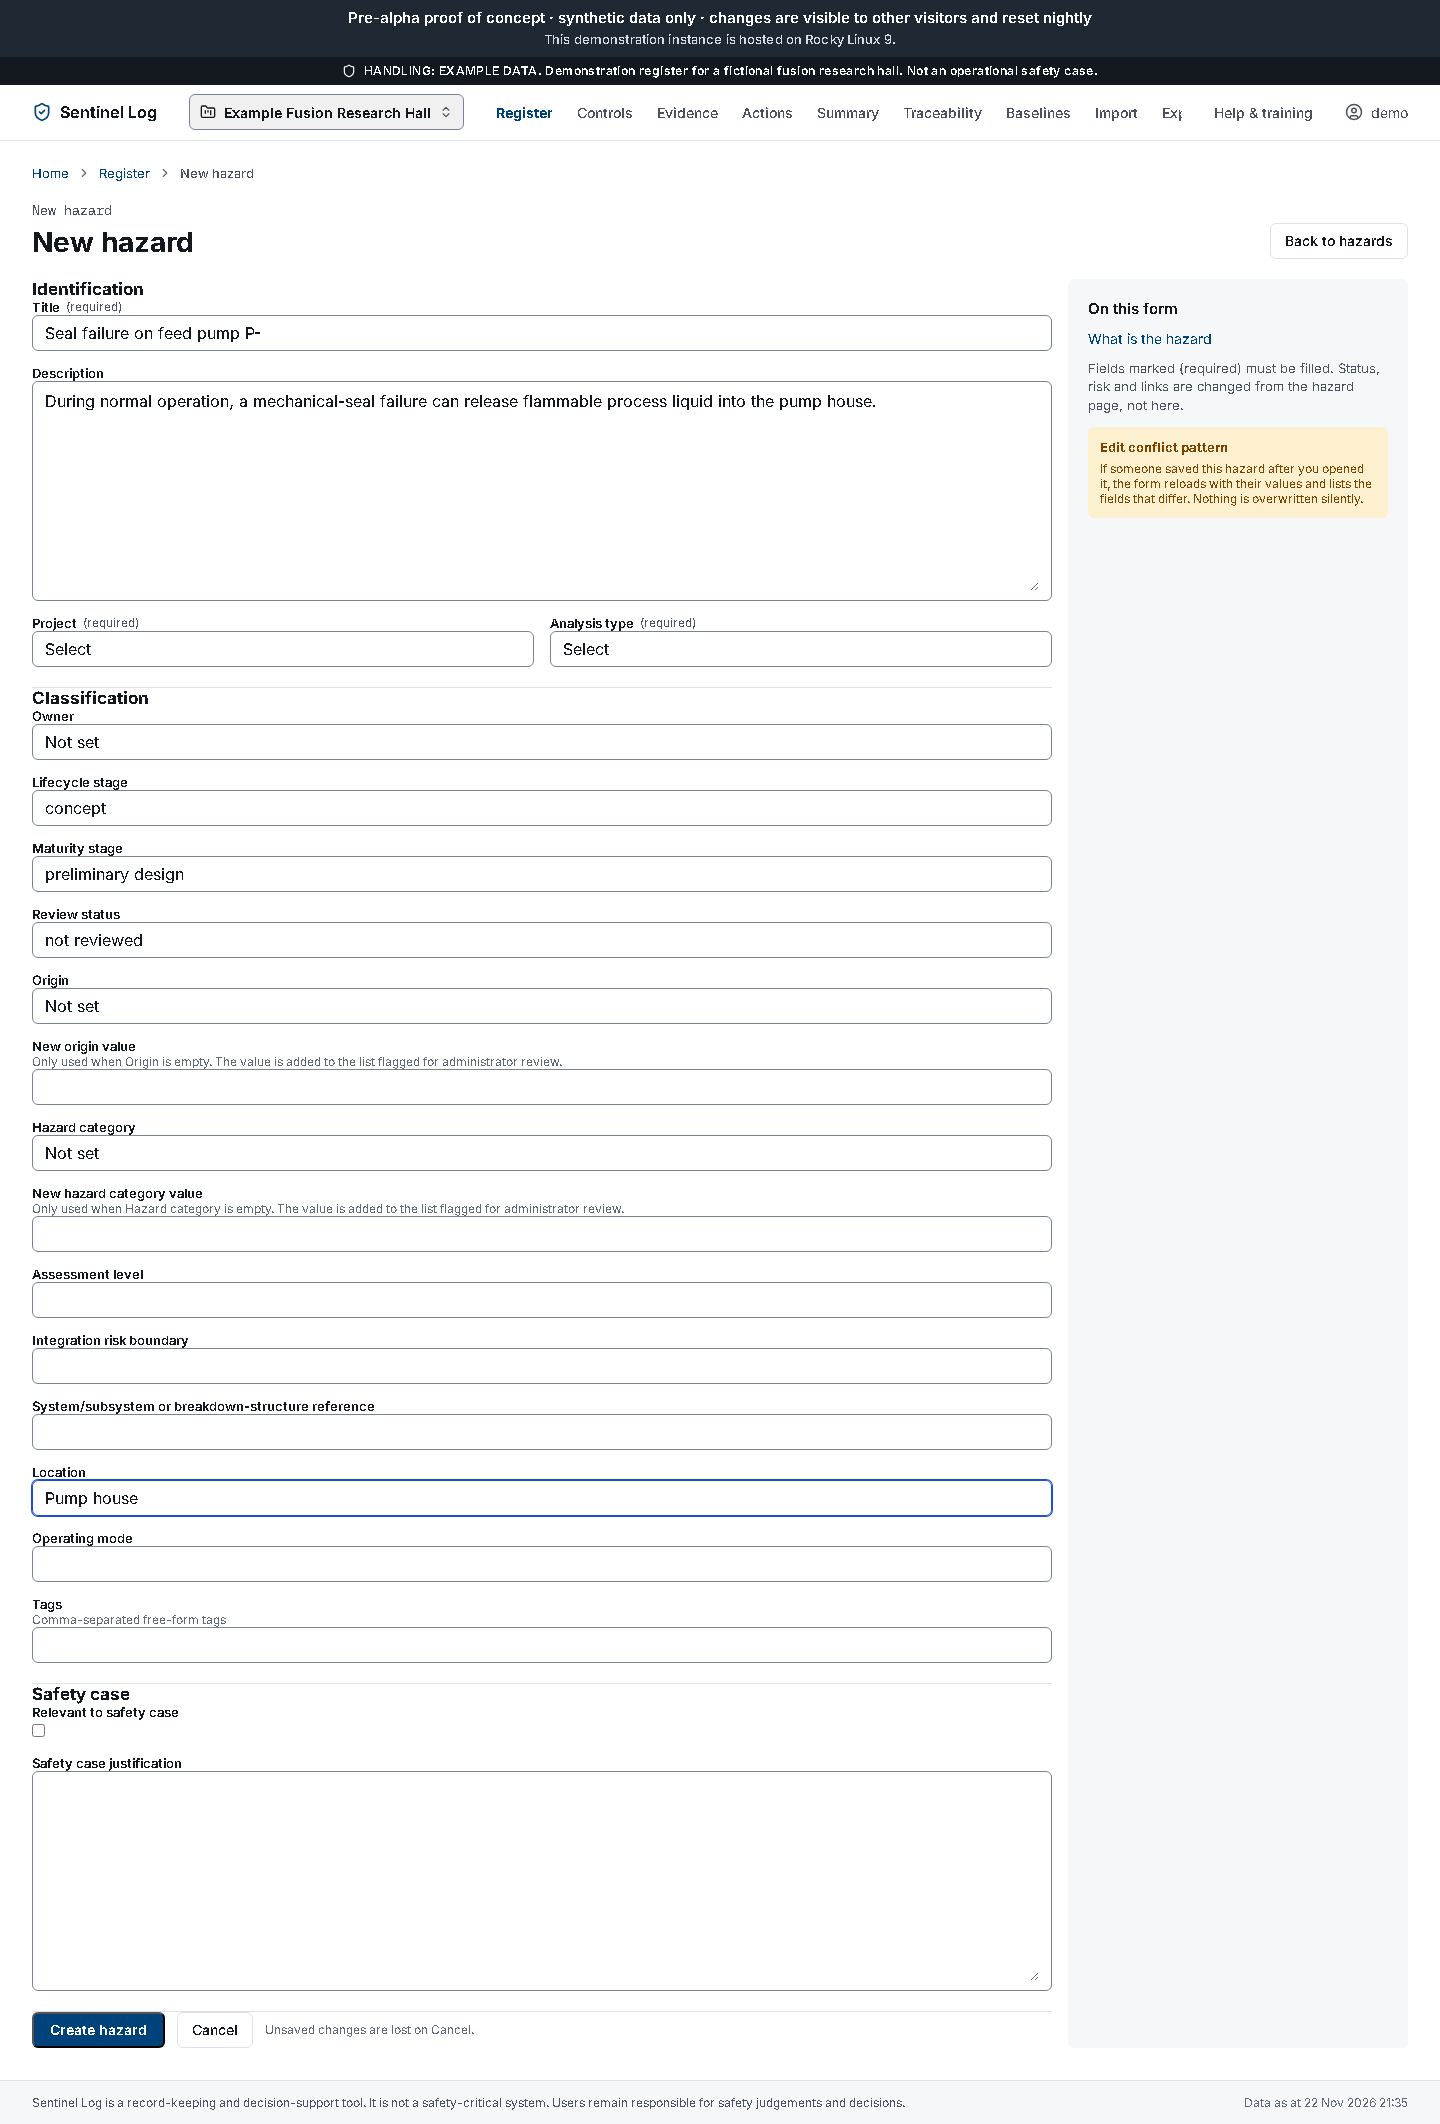 Pre-alpha proof of concept · synthetic data only · changes are visible to other visitors and reset nightly
This demonstration instance is hosted on Rocky Linux 9.
HANDLING: EXAMPLE DATA. Demonstration register for a fictional fusion research hall. Not an operational safety case.
Sentinel Log
Example Fusion Research Hall
Register Controls Evidence Actions Summary Traceability Baselines Import Exp Help & training demo
Home > Register > New hazard
New hazard
New hazard
Back to hazards
Identification
Title (required)
Seal failure on feed pump P-
Description
During normal operation, a mechanical-seal failure can release flammable process liquid into the pump house.
Project (required)
Select
Analysis type (required)
Select
Classification
Owner
Not set
Lifecycle stage
concept
Maturity stage
preliminary design
Review status
not reviewed
Origin
Not set
New origin value
Only used when Origin is empty. The value is added to the list flagged for administrator review.
Hazard category
Not set
New hazard category value
Only used when Hazard category is empty. The value is added to the list flagged for administrator review.
Assessment level
Integration risk boundary
System/subsystem or breakdown-structure reference
Location
Pump house
Operating mode
Tags
Comma-separated free-form tags
Safety case
Relevant to safety case
Safety case justification
Create hazard
Cancel
Unsaved changes are lost on Cancel.
On this form
What is the hazard
Fields marked (required) must be filled. Status,
risk and links are changed from the hazard
page, not here.
Edit conflict pattern
If someone saved this hazard after you opened
it, the form reloads with their values and lists the
fields that differ. Nothing is overwritten silently.
Sentinel Log is a record-keeping and decision-support tool. It is not a safety-critical system. Users remain responsible for safety judgements and decisions.
Data as at 22 Nov 2026 21:35